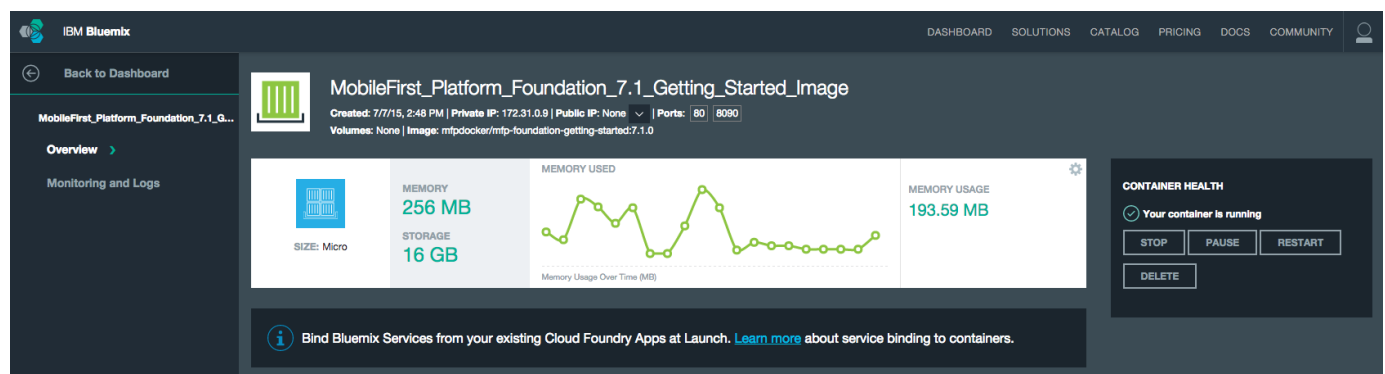 IBM Bluemix
DASHBOARD SOLUTIONS CATALOG PRICING DOCS COMMUNITY
Back to Dashboard
MobileFirst_Platform_Foundation_7.1_G...
Overview
Monitoring and Logs
MobileFirst_Platform_Foundation_7.1_Getting_Started_Image
Created: 7/7/15, 2:48 PM | Private IP: 172.31.0.9 | Public IP: None | Ports: 80 8090
Volumes: None | Image: mfpdocker/mfp-foundation-getting-started:7.1.0
SIZE: Micro
MEMORY
256 MB
STORAGE
16 GB
MEMORY USED
Memory Usage Over Time (MB)
MEMORY USAGE
193.59 MB
CONTAINER HEALTH
Your container is running
STOP PAUSE RESTART
DELETE
Bind Bluemix Services from your existing Cloud Foundry Apps at Launch. Learn more about service binding to containers.